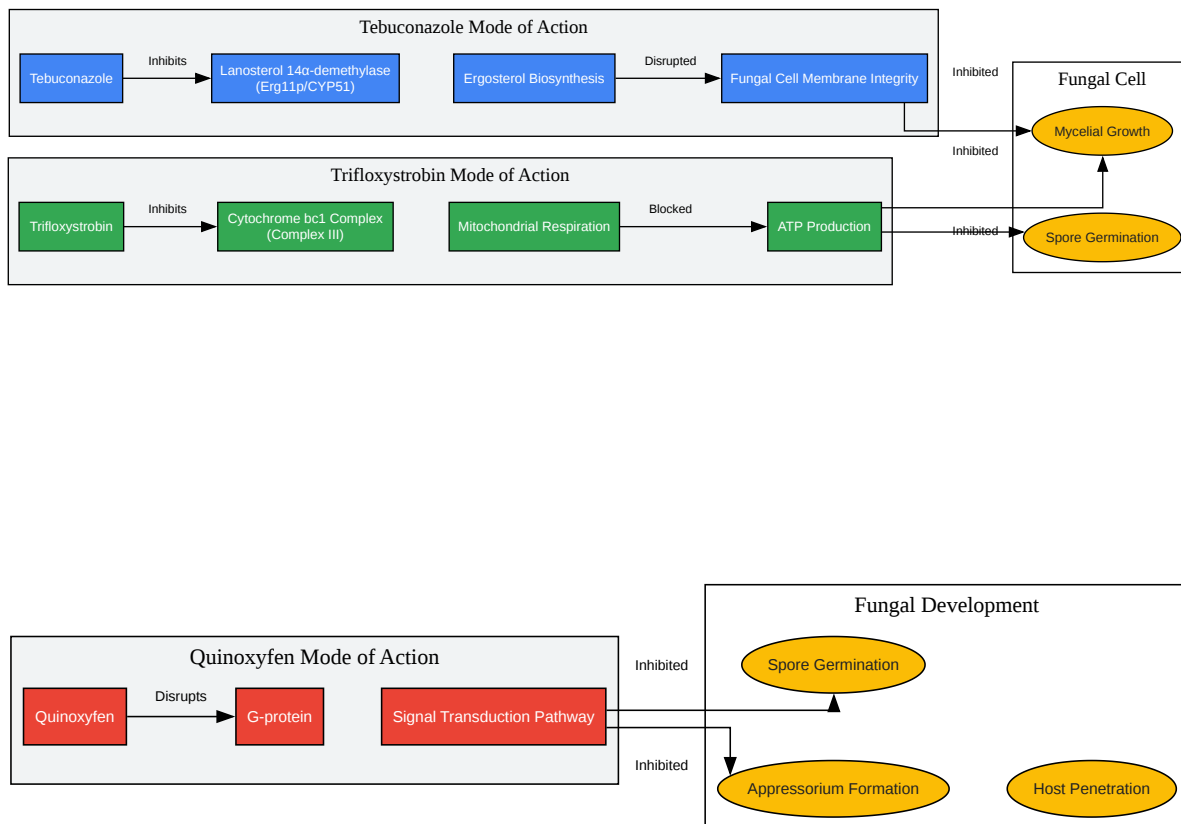 Tebuconazole Mode of Action
Tebuconazole
Inhibits
Lanosterol 14α-demethylase
(Erg11p/CYP51)
Ergosterol Biosynthesis
Disrupted
Fungal Cell Membrane Integrity
Inhibited
Fungal Cell
Mycelial Growth
Inhibited
Trifloxystrobin Mode of Action
Trifloxystrobin
Inhibits
Cytochrome bc1 Complex
(Complex III)
Mitochondrial Respiration
Blocked
ATP Production
Inhibited
Spore Germination
Fungal Development
Quinoxyfen Mode of Action
Inhibited
Spore Germination
Quinoxyfen
Disrupts
G-protein
Signal Transduction Pathway
Inhibited
Appressorium Formation
Host Penetration